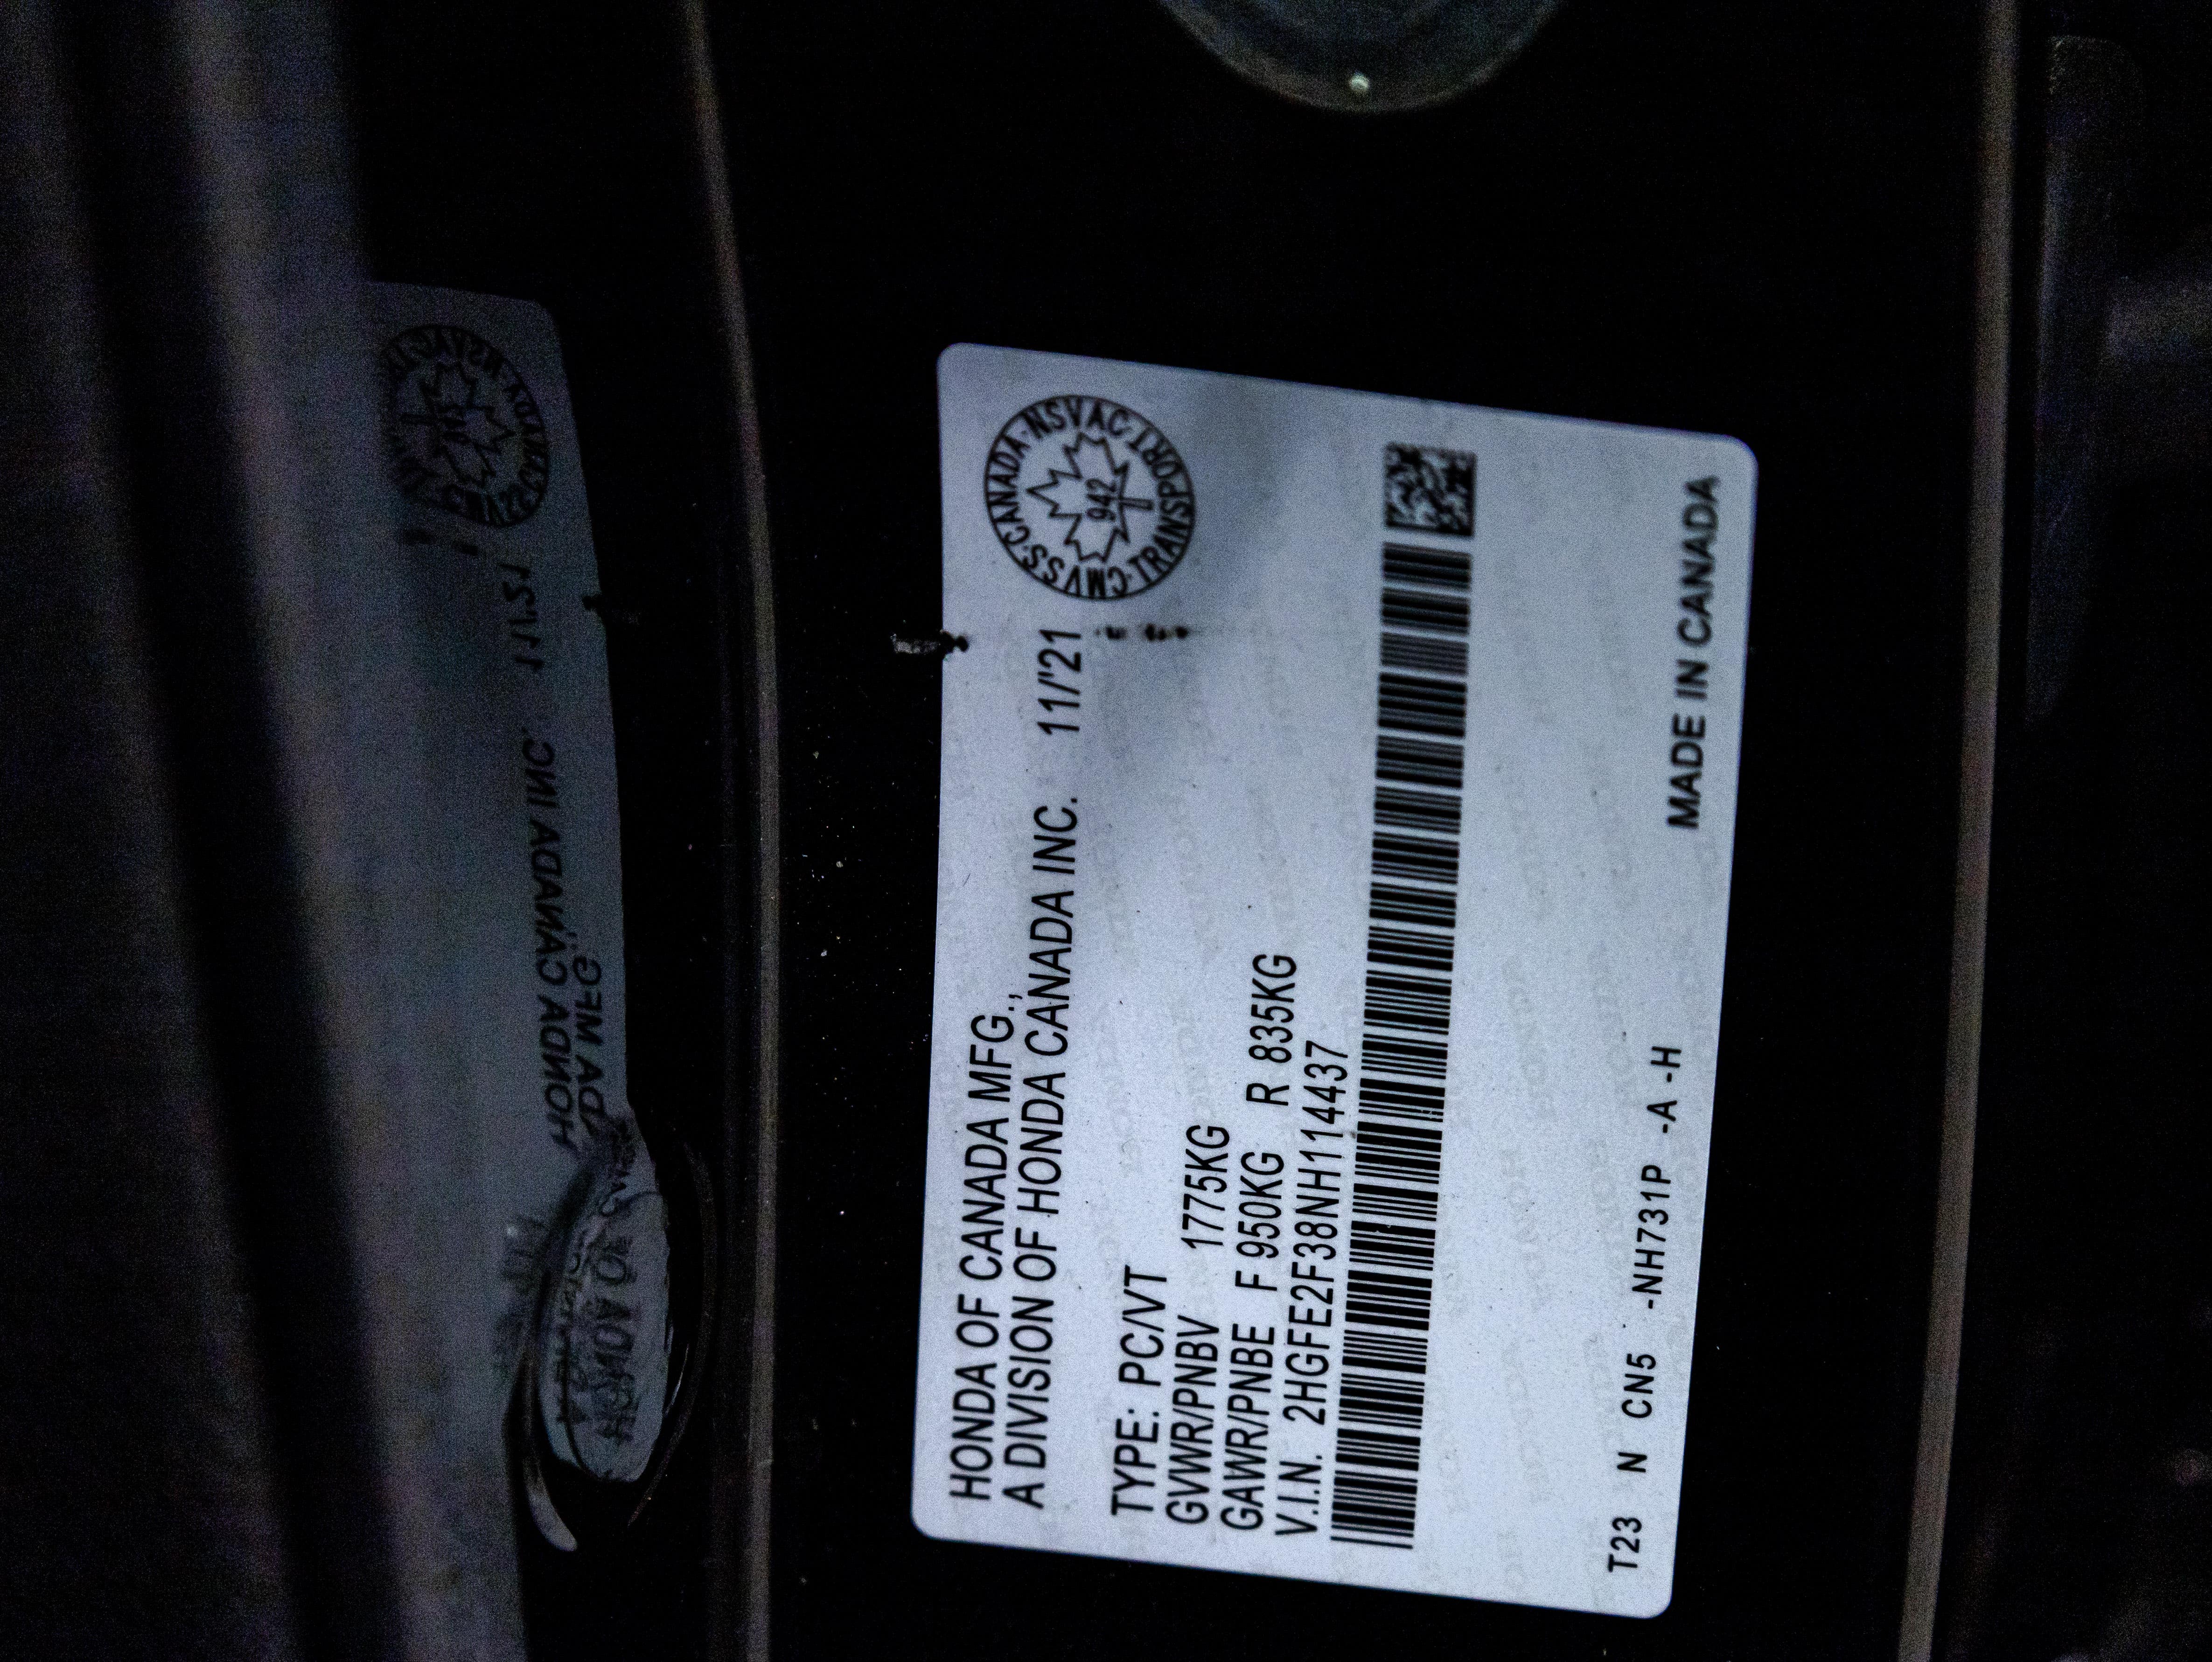 HONDA OF CANADA MFG.,
A DIVISION OF HONDA CANADA INC. 11/'21
CMVSS·CANADA·NSVAC·TRANSPORT·
942
TYPE: PC/VT
GVWR/PNBV 1775KG
GAWR/PNBE F 950KG R 835KG
V.I.N. 2HGFE2F38NH114437
T23 N CN5 -NH731P -A -H
MADE IN CANADA